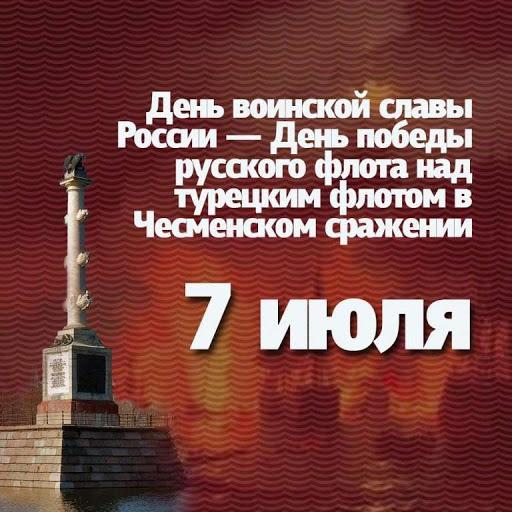 День воинской славы
России — День победы
русского флота над
турецким флотом в
Чесменском сражении
7 июля